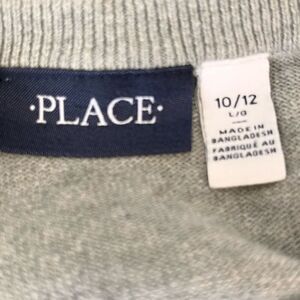 ·PLACE·
10/12
L/G
MADE IN
BANGLADESH
FABRIQUÉ AU
BANGLADESH